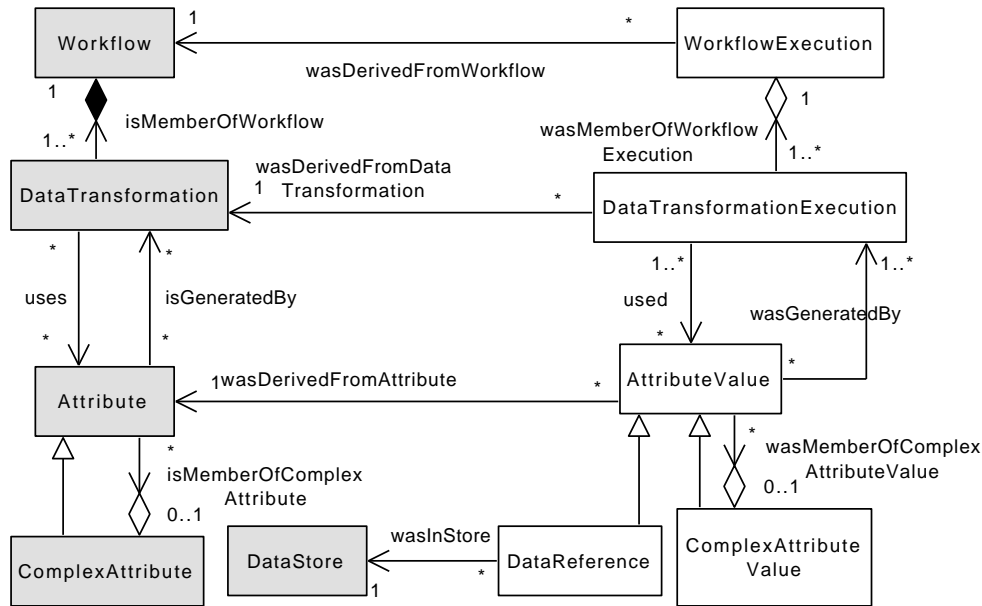 1
*
Workflow
WorkflowExecution
wasDerivedFromWorkflow
1
1
isMemberOfWorkflow
wasMemberOfWorkflow
Execution
1..*
1..*
wasDerivedFromData
Transformation
1
*
DataTransformation
DataTransformationExecution
*
*
1..*
1..*
uses
isGeneratedBy
used
wasGeneratedBy
*
*
*
*
Attribute
1
wasDerivedFromAttribute
*
AttributeValue
*
*
isMemberOfComplex
Attribute
wasMemberOfComplex
AttributeValue
0..1
0..1
ComplexAttribute
DataStore
wasInStore
1
*
DataReference
ComplexAttribute
Value